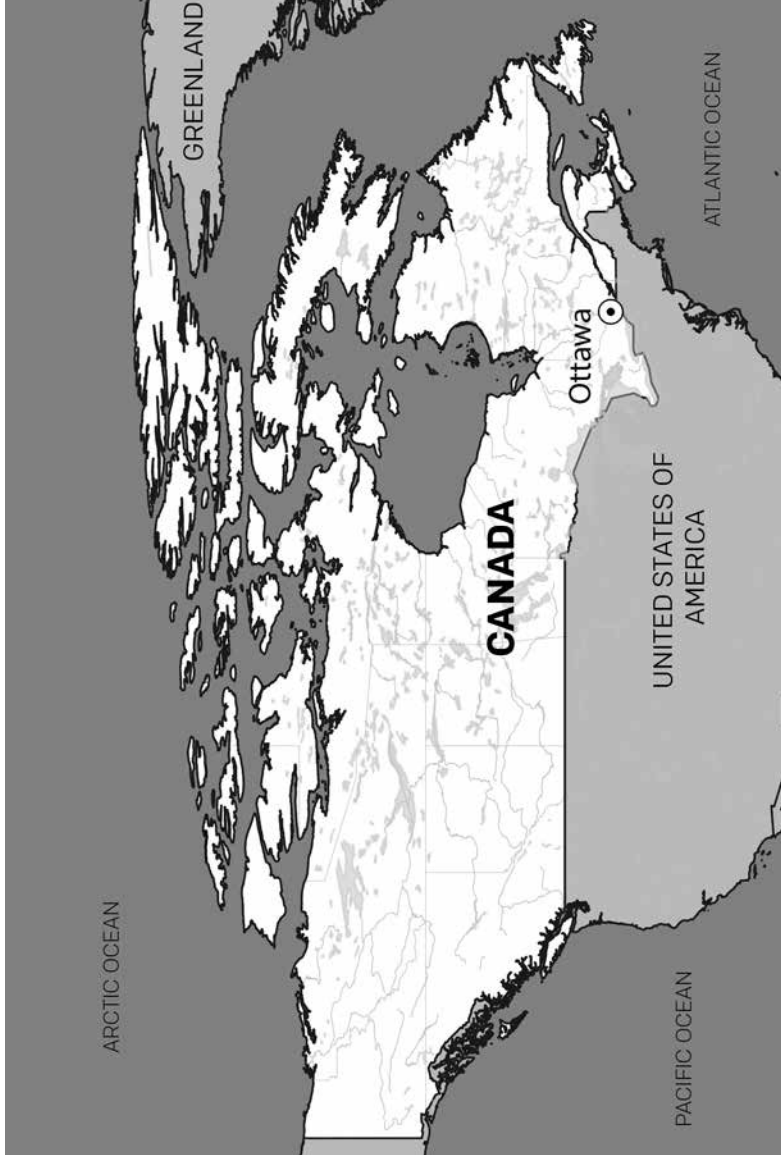 ARCTIC OCEAN
GREENLAND
CANADA
Ottawa
UNITED STATES OF
AMERICA
PACIFIC OCEAN
ATLANTIC OCEAN